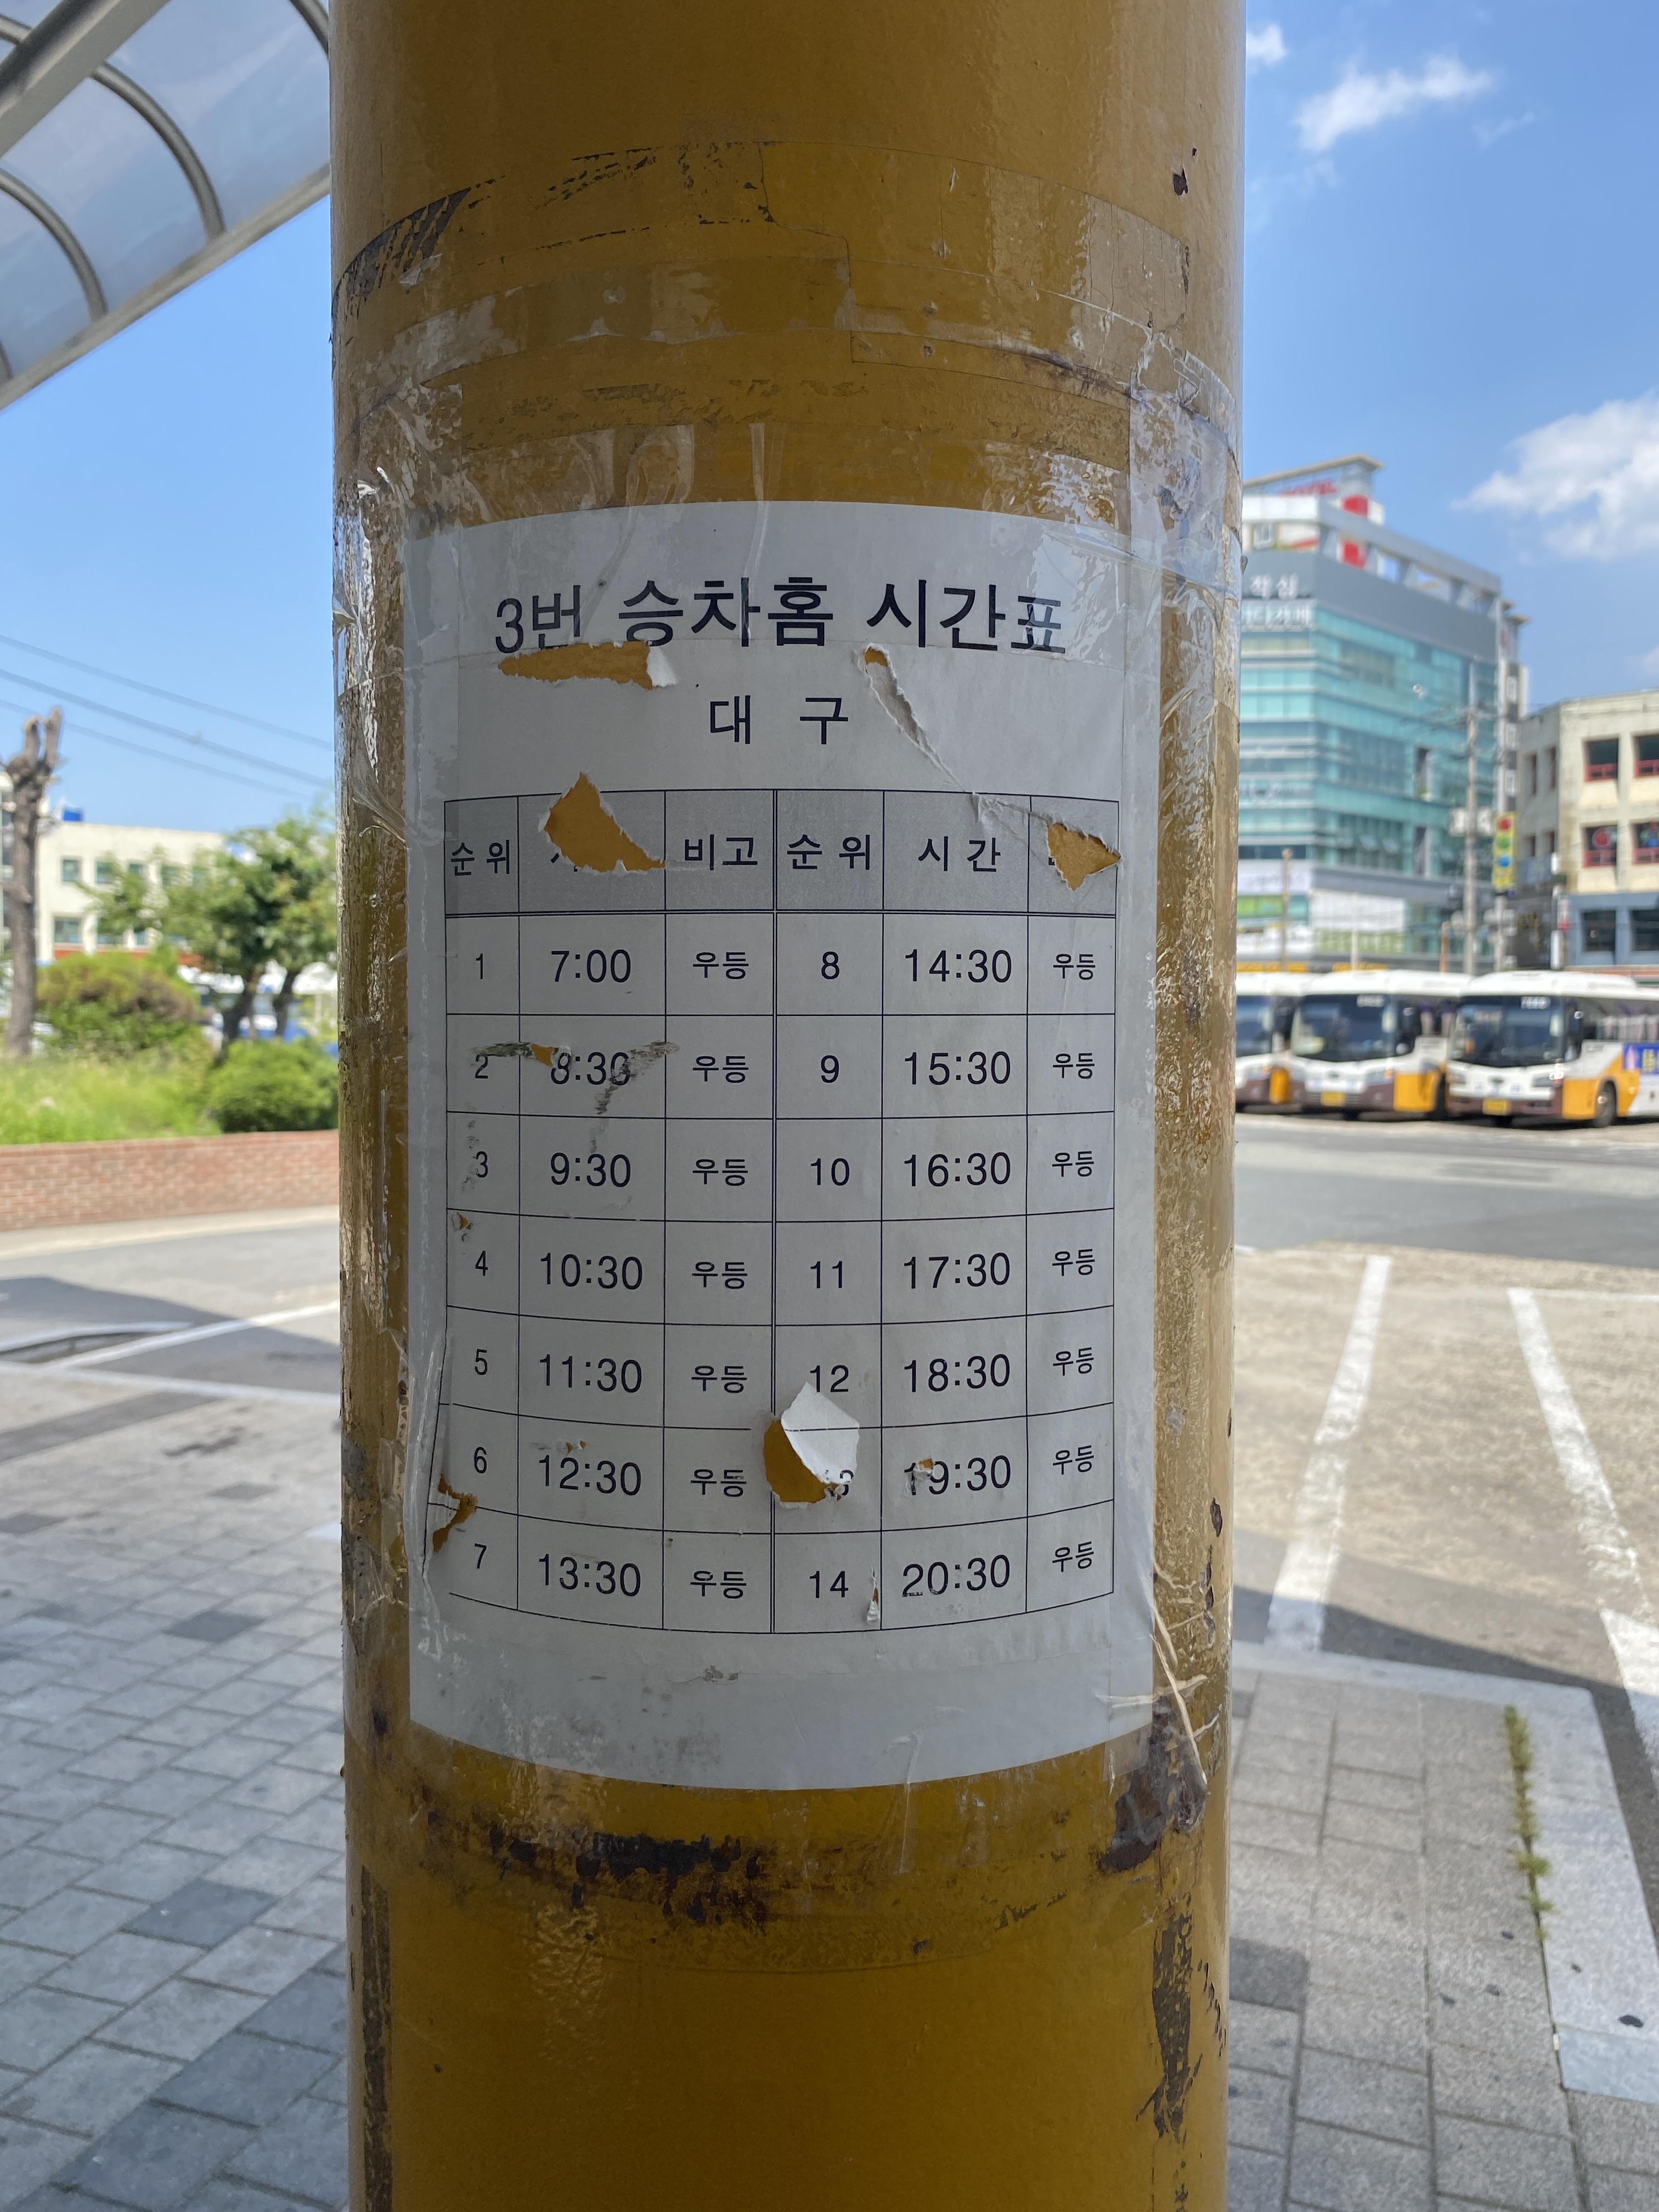 3번 승차홈 시간표
대 구
순 위 비고 순 위 시 간
1 7:00 우등 8 14:30 우등
2 8:30 우등 9 15:30 우등
3 9:30 우등 10 16:30 우등
4 10:30 우등 11 17:30 우등
5 11:30 우등 12 18:30 우등
6 12:30 우등 19:30 우등
7 13:30 우등 14 20:30 우등